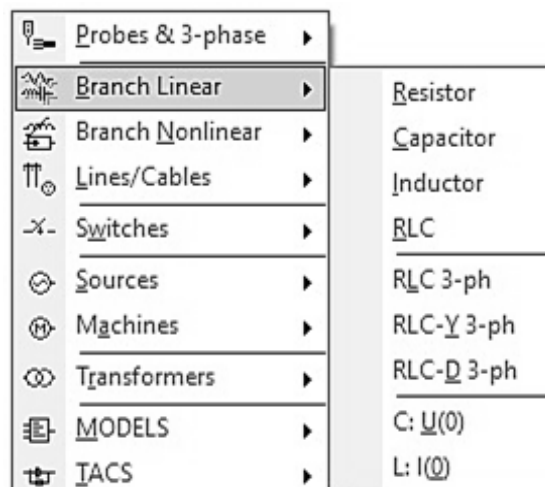 Probes & 3-phase
Branch Linear
Branch Nonlinear
Lines/Cables
Switches
Sources
Machines
Transformers
MODELS
TACS
Resistor
Capacitor
Inductor
RLC
RLC 3-ph
RLC-Y 3-ph
RLC-D 3-ph
C: U(0)
L: I(0)